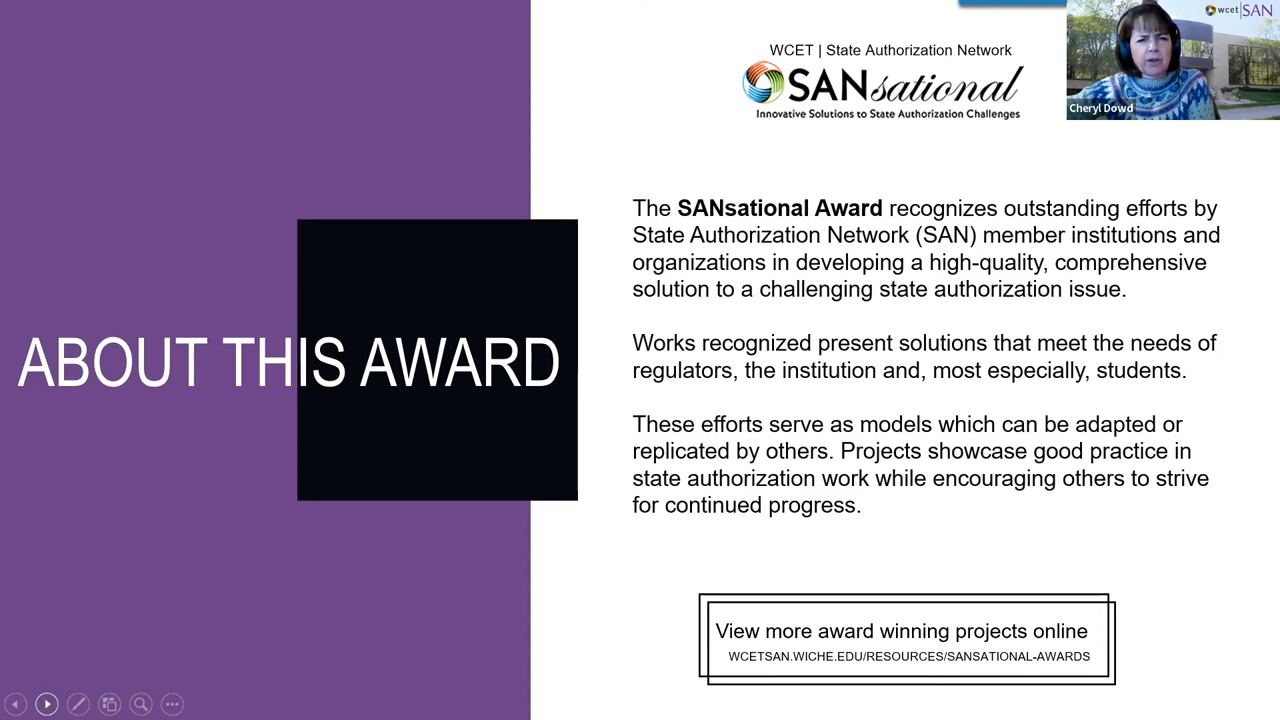 WCET | State Authorization Network
SANsational
Innovative Solutions to State Authorization Challenges
wcet|SAN
Cheryl Dowd
ABOUT THIS AWARD
The SANsational Award recognizes outstanding efforts by
State Authorization Network (SAN) member institutions and
organizations in developing a high-quality, comprehensive
solution to a challenging state authorization issue.
Works recognized present solutions that meet the needs of
regulators, the institution and, most especially, students.
These efforts serve as models which can be adapted or
replicated by others. Projects showcase good practice in
state authorization work while encouraging others to strive
for continued progress.
View more award winning projects online
WCETSAN.WICHE.EDU/RESOURCES/SANSATIONAL-AWARDS